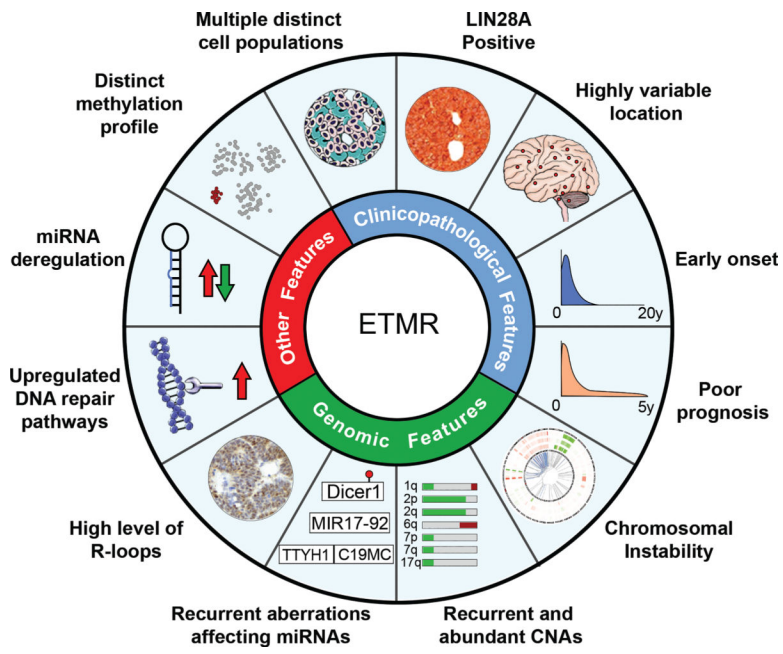 Multiple distinct
cell populations
LIN28A
Positive
Highly variable
location
Early onset
0 20y
Poor
prognosis
0 5y
Chromosomal
Instability
Recurrent and
abundant CNAs
1q
2p
2q
6q
7p
7q
17q
Recurrent aberrations
affecting miRNAs
Dicer1
MIR17-92
TTYH1 C19MC
High level of
R-loops
Upregulated
DNA repair
pathways
miRNA
deregulation
Distinct
methylation
profile
Clinicopathological Features
Genomic Features
Other Features
ETMR